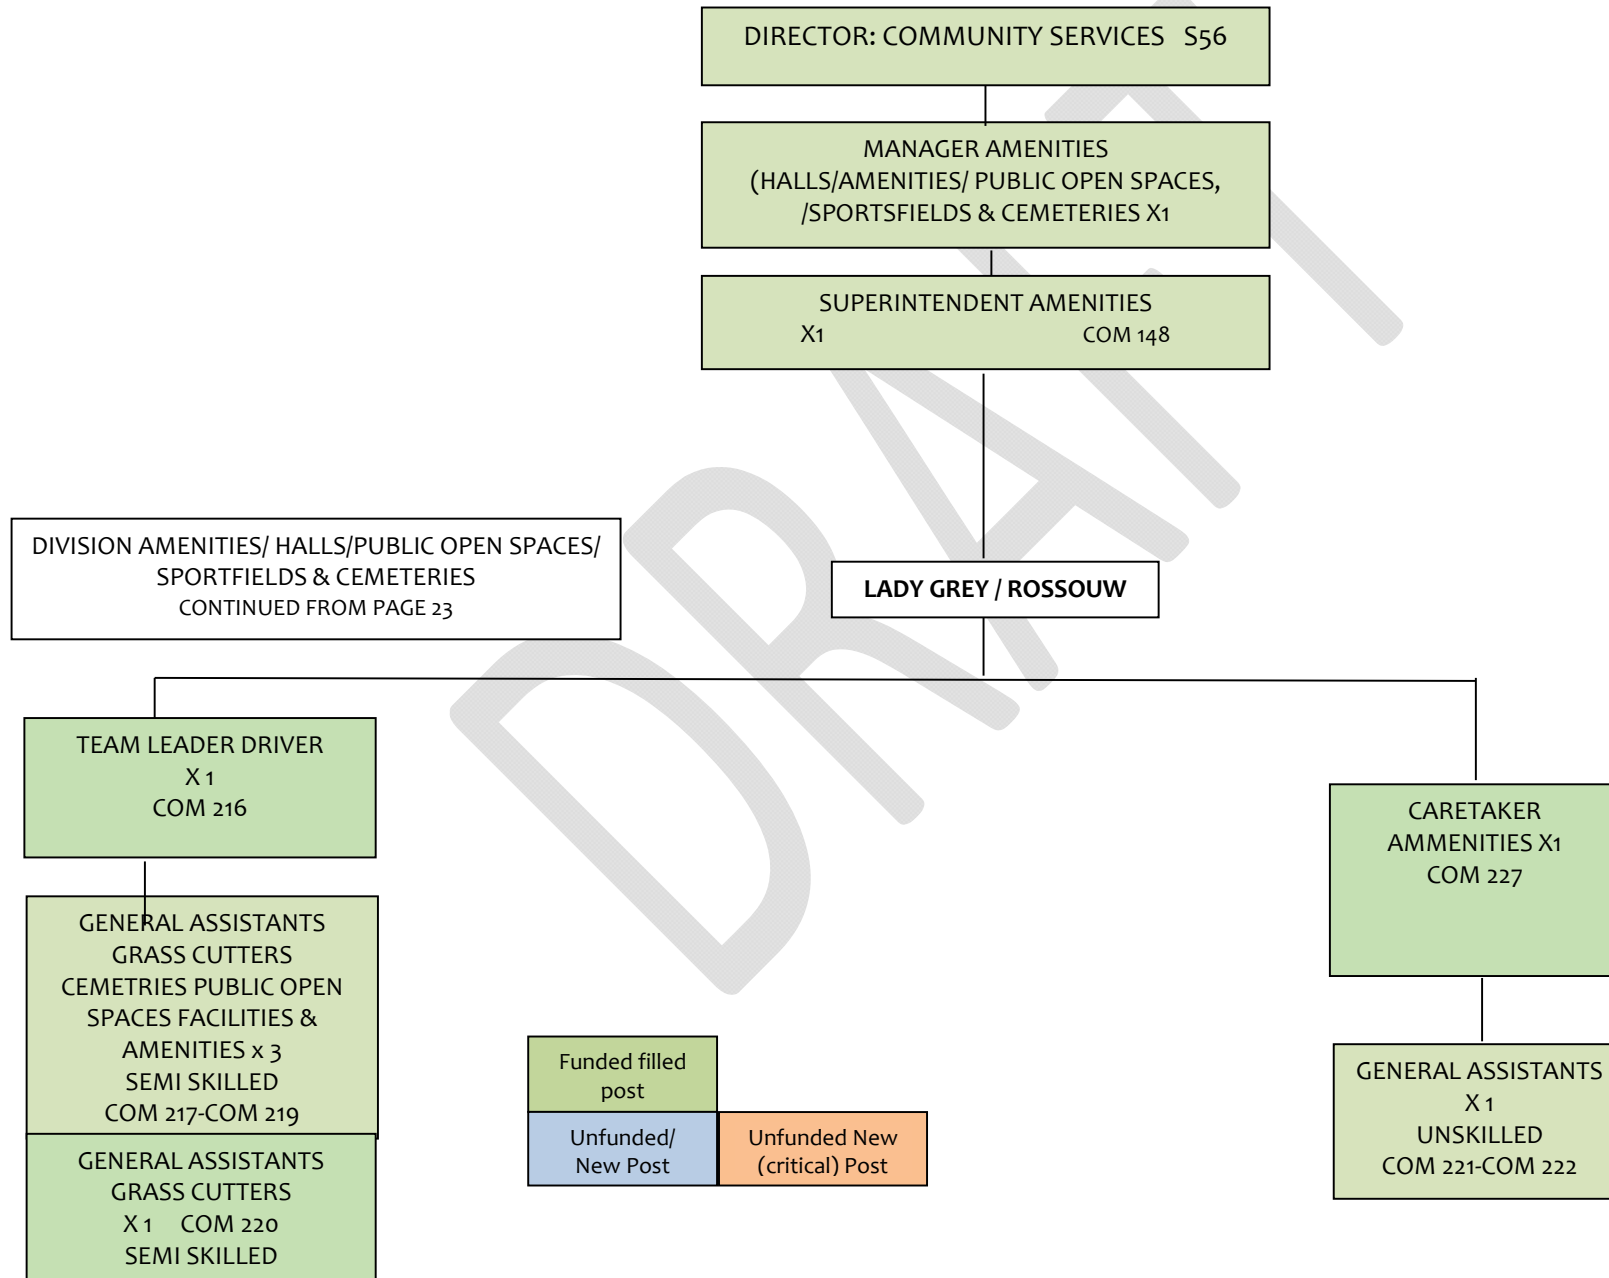 DIRECTOR: COMMUNITY SERVICES S56
MANAGER AMENITIES
(HALLS/AMENITIES/ PUBLIC OPEN SPACES,
/SPORTSFIELDS & CEMETERIES X1
SUPERINTENDENT AMENITIES
X1 COM 148
DIVISION AMENITIES/ HALLS/PUBLIC OPEN SPACES/
SPORTFIELDS & CEMETERIES
CONTINUED FROM PAGE 23
LADY GREY / ROSSOUW
TEAM LEADER DRIVER
X 1
COM 216
GENERAL ASSISTANTS
GRASS CUTTERS
CEMETRIES PUBLIC OPEN
SPACES FACILITIES &
AMENITIES x 3
SEMI SKILLED
COM 217-COM 219
GENERAL ASSISTANTS
GRASS CUTTERS
X 1 COM 220
SEMI SKILLED
Funded filled
post
Unfunded/
New Post
Unfunded New
(critical) Post
CARETAKER
AMMENITIES X1
COM 227
GENERAL ASSISTANTS
X 1
UNSKILLED
COM 221-COM 222
DRAFT